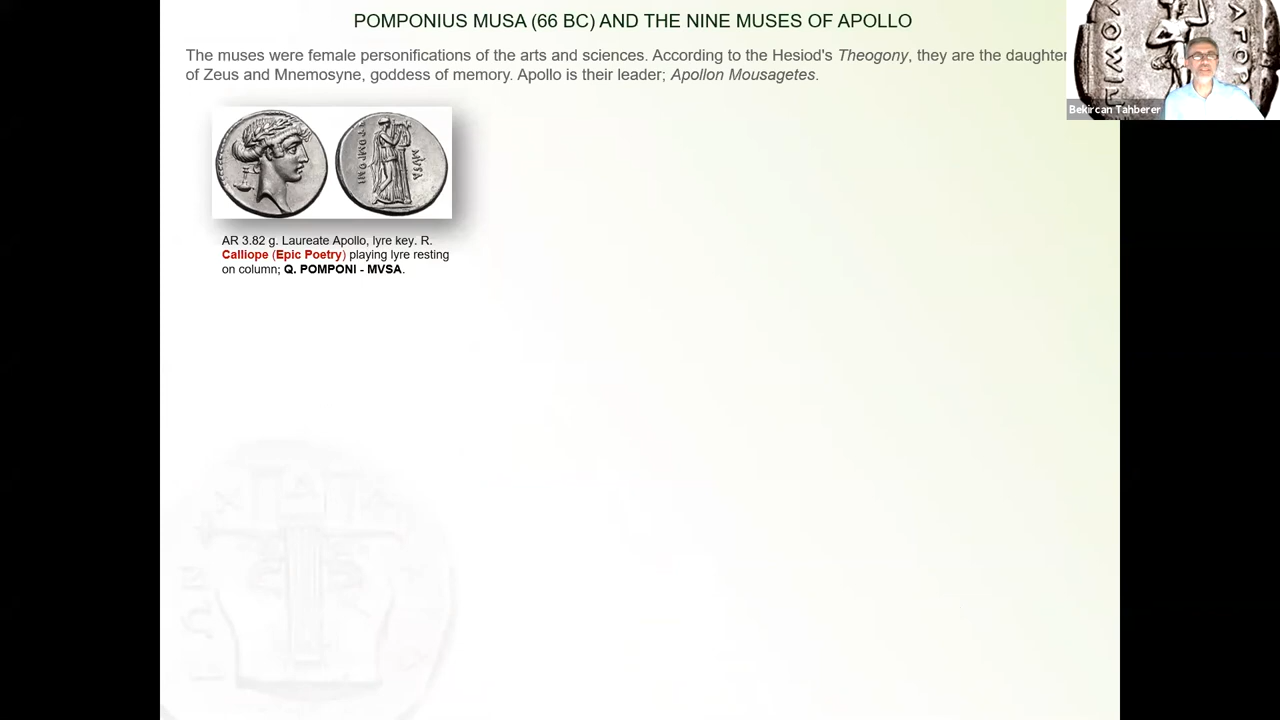 POMPONIUS MUSA (66 BC) AND THE NINE MUSES OF APOLLO
The muses were female personifications of the arts and sciences. According to the Hesiod's Theogony, they are the daughter
of Zeus and Mnemosyne, goddess of memory. Apollo is their leader; Apollon Mousagetes.
Bekircan Tahberer
AR 3.82 g. Laureate Apollo, lyre key. R.
Calliope (Epic Poetry) playing lyre resting
on column; Q. POMPONI - MVSA.